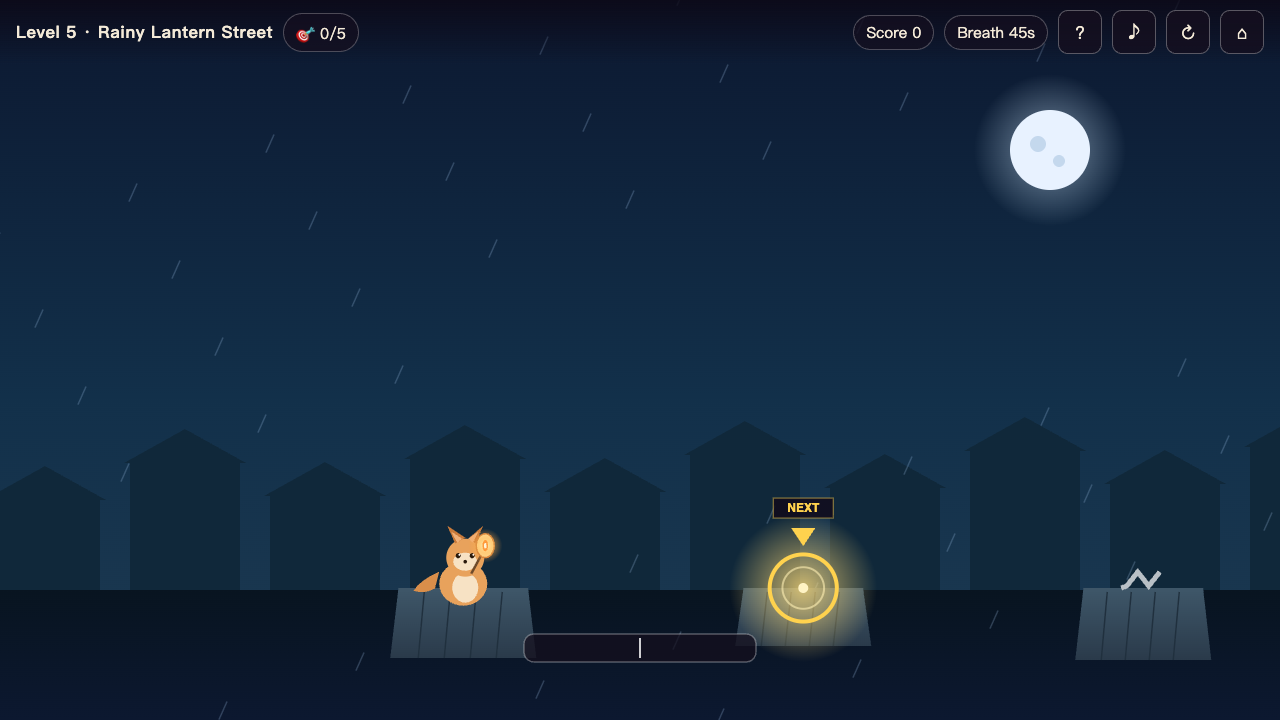 Level 5 · Rainy Lantern Street
🎯 0/5
Score 0
Breath 45s
?
♪
↻
⌂
NEXT